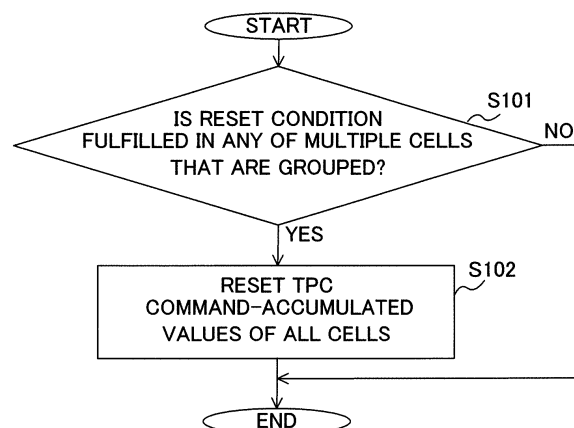 START
IS RESET CONDITION
FULFILLED IN ANY OF MULTIPLE CELLS
THAT ARE GROUPED?
S101
NO
YES
RESET TPC
COMMAND-ACCUMULATED
VALUES OF ALL CELLS
S102
END